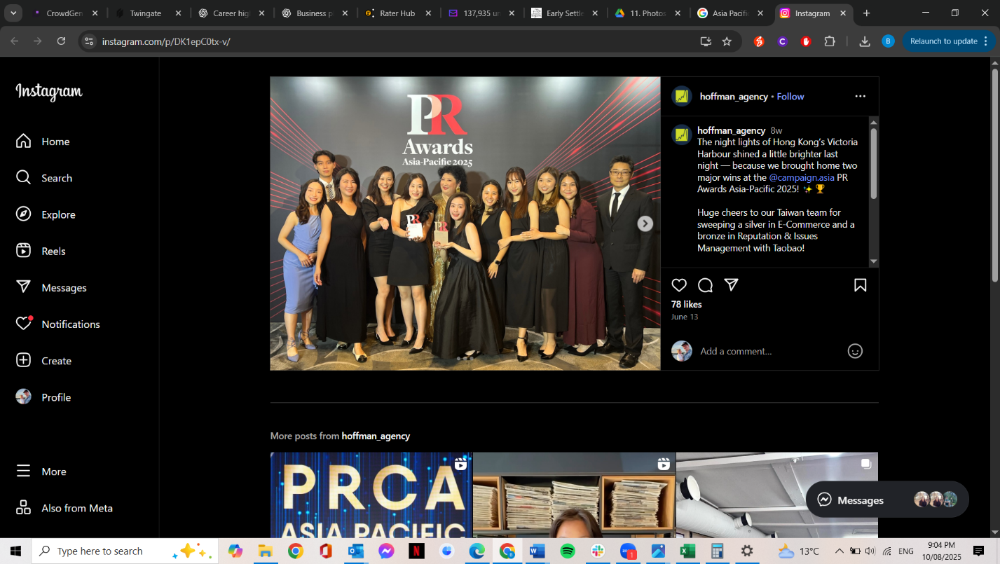 CrowdGen
Twingate
Career hig
Business p
Rater Hub
137,935 ur
Early Settle
11. Photos
Asia Pacific
Instagram
instagram.com/p/DK1epC0tx-v/
C
B
Relaunch to update
Instagram
Home
Search
Explore
Reels
Messages
Notifications
Create
Profile
More
Also from Meta
PR
Awards
Asia-Pacific 2025
PR
PR
hoffman_agency • Follow
hoffman_agency 8w
The night lights of Hong Kong's Victoria
Harbour shined a little brighter last
night — because we brought home two
major wins at the @campaign.asia PR
Awards Asia-Pacific 2025! ✨ 🏆
Huge cheers to our Taiwan team for
sweeping a silver in E-Commerce and a
bronze in Reputation & Issues
Management with Taobao!
78 likes
June 13
Add a comment...
More posts from hoffman_agency
PRCA
ASIA PACIFIC
Messages
Type here to search
13°C
ENG
9:04 PM
10/08/2025